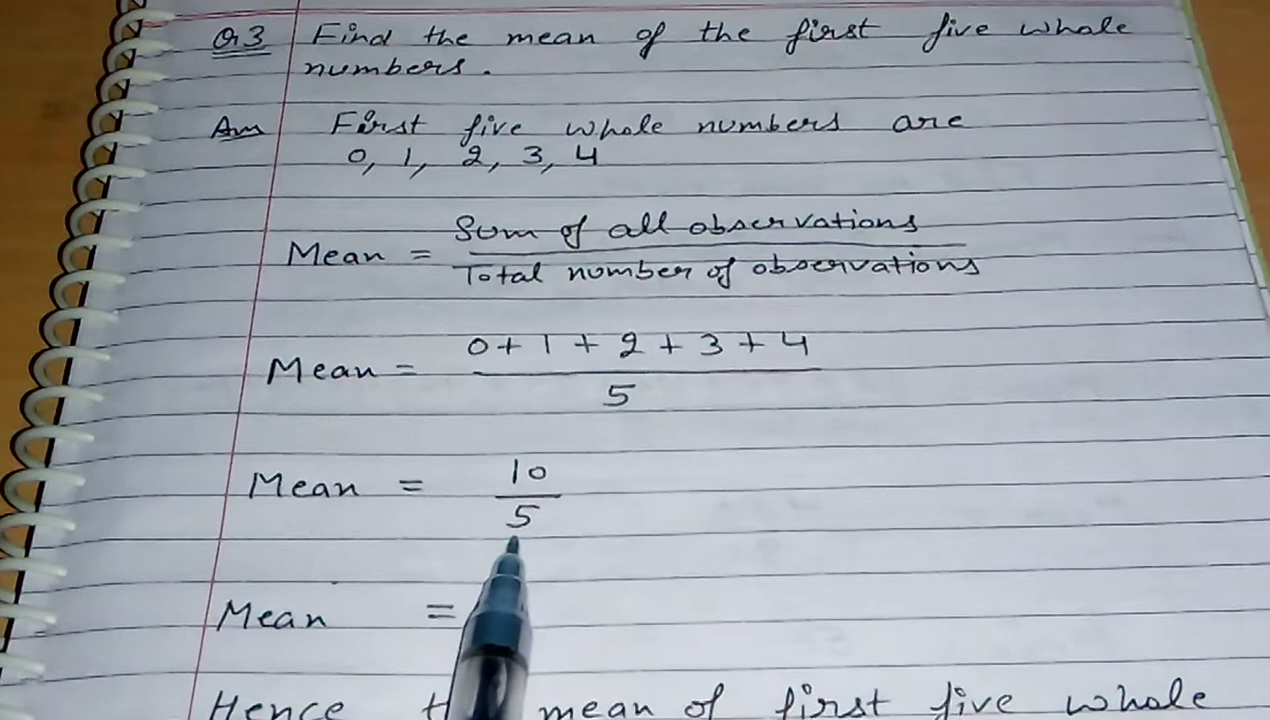 Q3 Find the mean of the first five whole
numbers.
Ans First five whole numbers are
0, 1, 2, 3, 4
Mean = Sum of all observations
Total number of observations
Mean = 0 + 1 + 2 + 3 + 4
5
Mean = 10
5
Mean =
Hence mean of first five whole